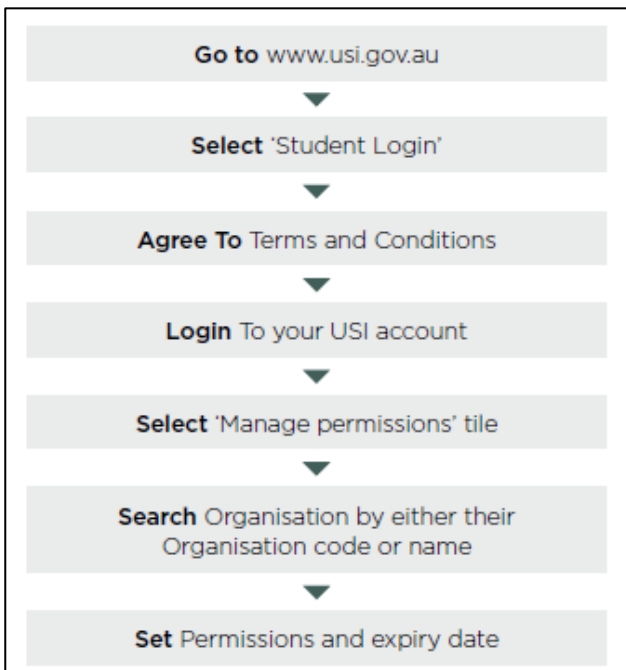 Go to www.usi.gov.au
Select ‘Student Login’
Agree To Terms and Conditions
Login To your USI account
Select ‘Manage permissions’ tile
Search Organisation by either their
Organisation code or name
Set Permissions and expiry date